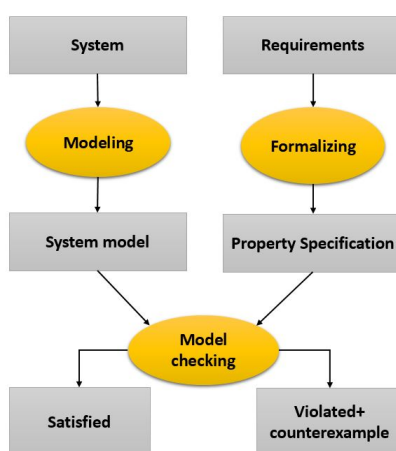 System
Requirements
Modeling
Formalizing
System model
Property Specification
Model
checking
Satisfied
Violated+
counterexample